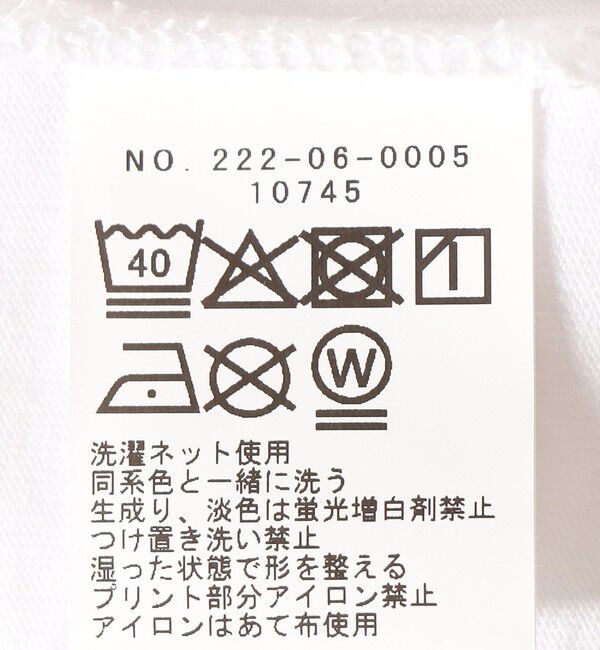 NO. 222-06-0005
10745
40
W
洗濯ネット使用
同系色と一緒に洗う
生成り、淡色は蛍光増白剤禁止
つけ置き洗い禁止
湿った状態で形を整える
プリント部分アイロン禁止
アイロンはあて布使用